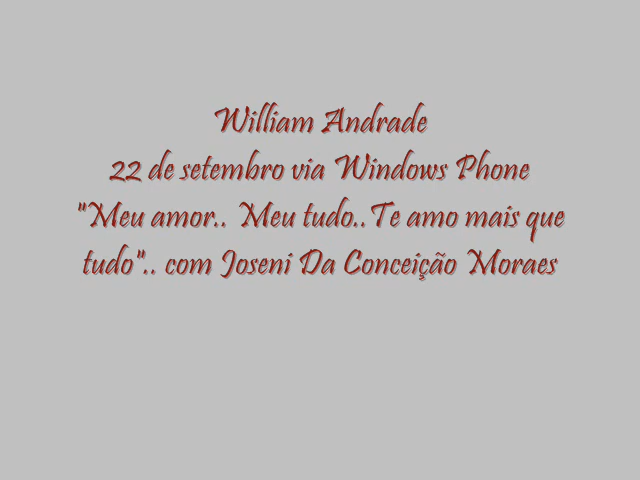 William Andrade
22 de setembro via Windows Phone
"Meu amor.. Meu tudo..Te amo mais que
tudo".. com Joseni Da Conceição Moraes